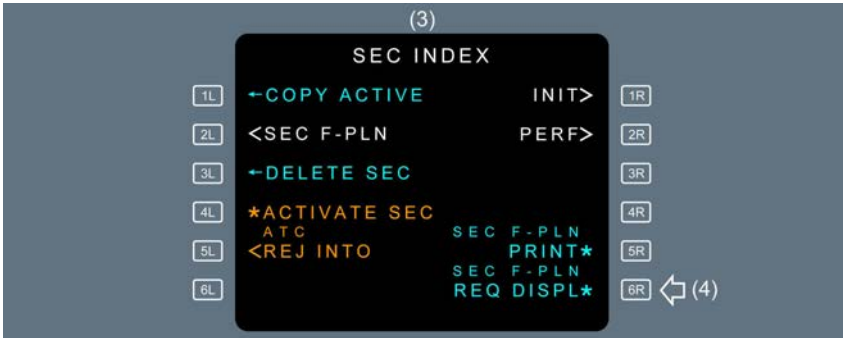 (3)
SEC INDEX
1L ←COPY ACTIVE INIT> 1R
2L <SEC F-PLN PERF> 2R
3L ←DELETE SEC 3R
4L *ACTIVATE SEC 4R
ATC SEC F-PLN
5L <REJ INTO PRINT* 5R
SEC F-PLN
6L REQ DISPL* 6R (4)